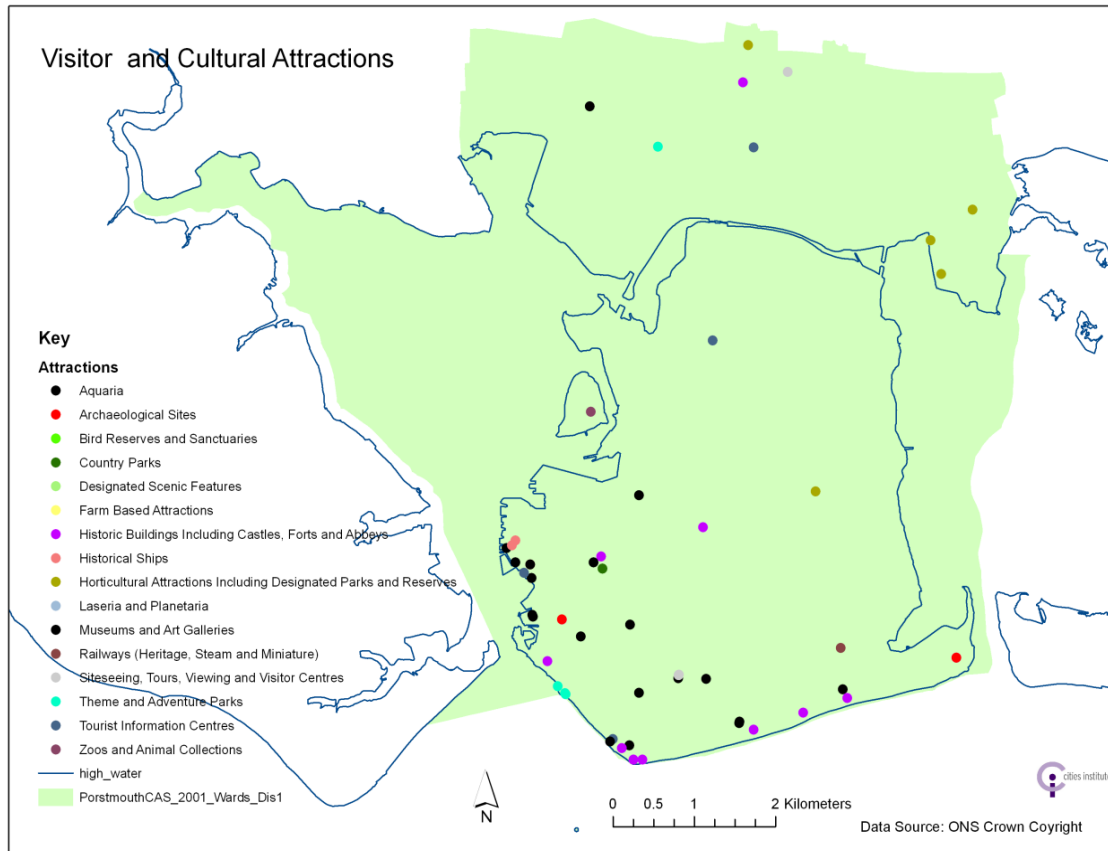 Visitor  and Cultural Attractions
Key
Attractions
Aquaria
Archaeological Sites
Bird Reserves and Sanctuaries
Country Parks
Designated Scenic Features
Farm Based Attractions
Historic Buildings Including Castles, Forts and Abbeys
Historical Ships
Horticultural Attractions Including Designated Parks and Reserves
Laseria and Planetaria
Museums and Art Galleries
Railways (Heritage, Steam and Miniature)
Siteseeing, Tours, Viewing and Visitor Centres
Theme and Adventure Parks
Tourist Information Centres
Zoos and Animal Collections
high_water
PorstmouthCAS_2001_Wards_Dis1
N
0 0.5 1 2 Kilometers
cities institute
Data Source: ONS Crown Coyright